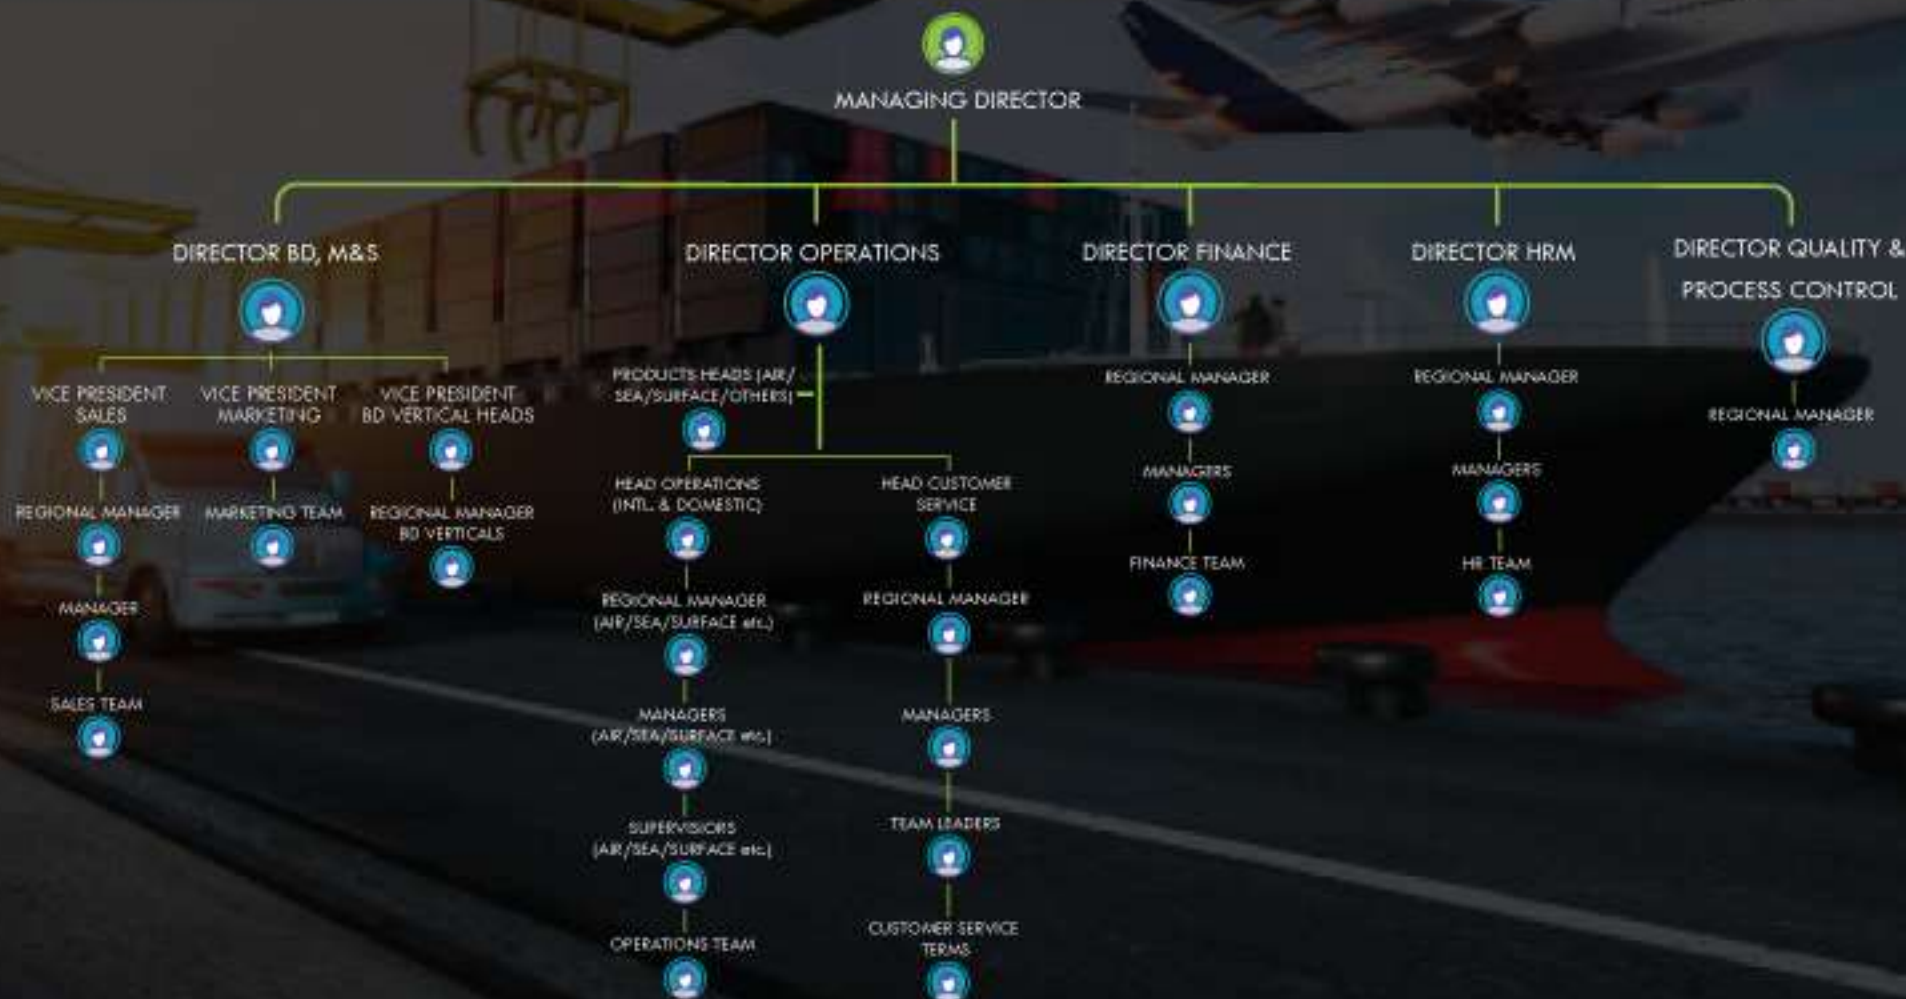 MANAGING DIRECTOR
DIRECTOR BD, M&S
DIRECTOR OPERATIONS
DIRECTOR FINANCE
DIRECTOR HRM
DIRECTOR QUALITY &
PROCESS CONTROL
VICE PRESIDENT
SALES
REGIONAL MANAGER
MANAGER
SALES TEAM
VICE PRESIDENT
MARKETING
MARKETING TEAM
VICE PRESIDENT
BD VERTICAL HEADS
REGIONAL MANAGER
BD VERTICALS
PRODUCTS HEADS (AIR/
SEA/SURFACE/OTHERS)
HEAD OPERATIONS
(INTL. & DOMESTIC)
REGIONAL MANAGER
(AIR/SEA/SURFACE etc.)
MANAGERS
(AIR/SEA/SURFACE etc.)
SUPERVISIORS
(AIR/SEA/SURFACE etc.)
OPERATIONS TEAM
HEAD CUSTOMER
SERVICE
REGIONAL MANAGER
MANAGERS
TEAM LEADERS
CUSTOMER SERVICE
TERMS
REGIONAL MANAGER
MANAGERS
FINANCE TEAM
REGIONAL MANAGER
MANAGERS
HR TEAM
REGIONAL MANAGER